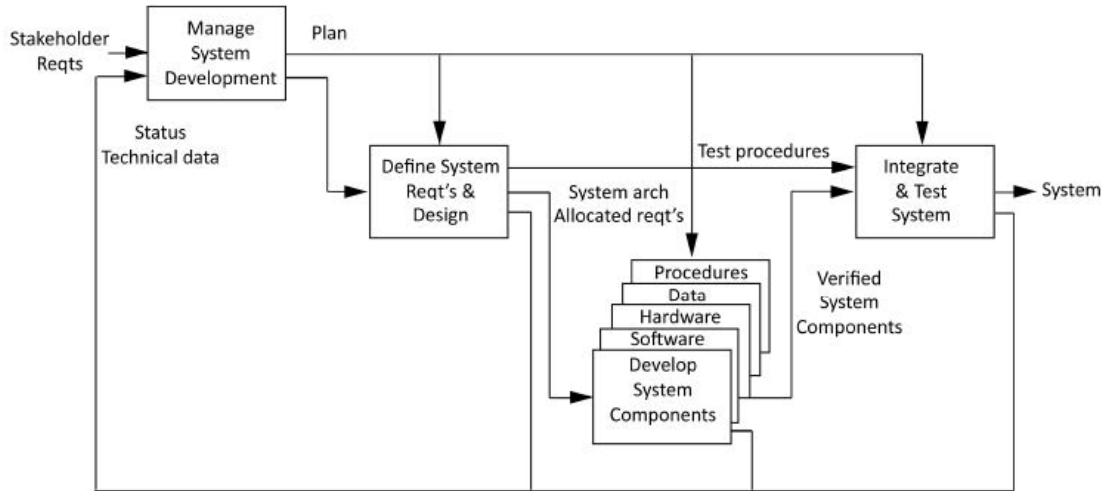 Stakeholder
Reqts
Manage
System
Development
Plan
Status
Technical data
Define System
Reqt's &
Design
Test procedures
System arch
Allocated reqt's
Integrate
& Test
System
System
Procedures
Data
Hardware
Software
Develop
System
Components
Verified
System
Components